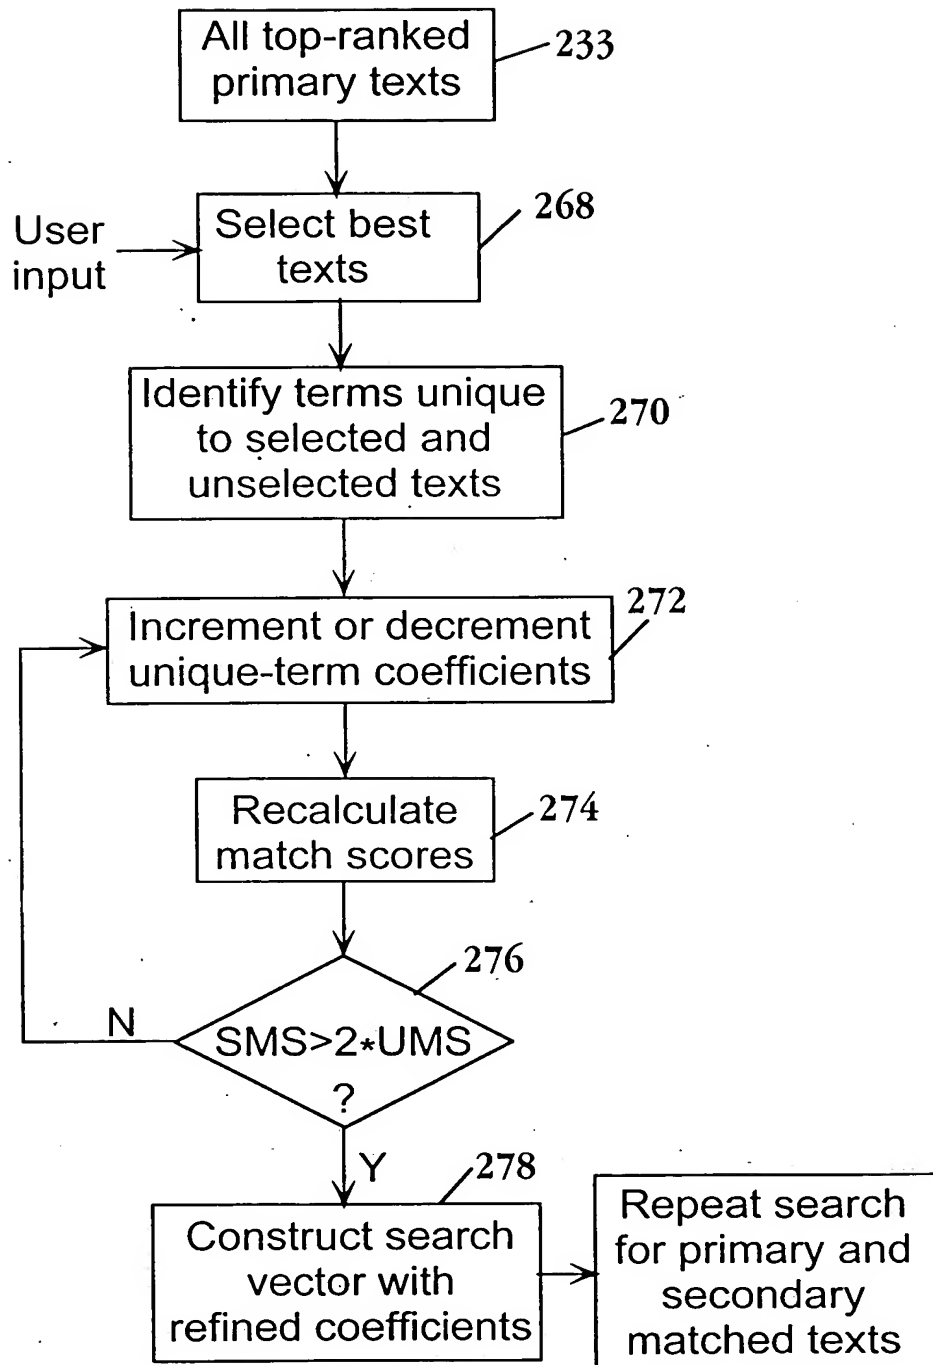 All top-ranked
primary texts
233
User
input
Select best
texts
268
Identify terms unique
to selected and
unselected texts
270
Increment or decrement
unique-term coefficients
272
Recalculate
match scores
274
276
SMS>2*UMS
?
N
Y
278
Construct search
vector with
refined coefficients
Repeat search
for primary and
secondary
matched texts